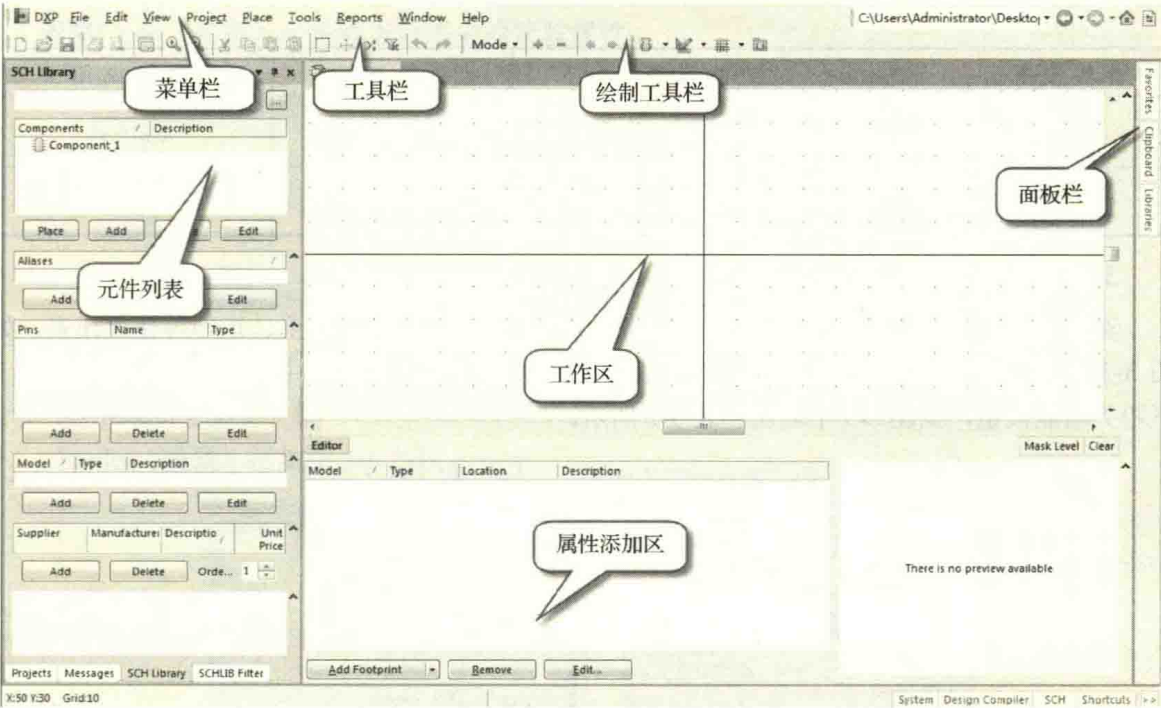 DXP File Edit View Project Place Tools Reports Window Help
C:\Users\Administrator\Desktop
Mode
SCH Library
菜单栏
工具栏
绘制工具栏
Favorites
Clipboard
Libraries
面板栏
Components Description
Component_1
Place Add Edit
元件列表
Aliases
Add Edit
Pins Name Type
工作区
Add Delete Edit
Editor
Mask Level Clear
Model Type Description
Add Delete Edit
Model Type Location Description
Supplier Manufacturer Descriptio Unit Price
Add Delete Orde... 1
属性添加区
There is no preview available
Projects Messages SCH Library SCHLIB Filter
Add Footprint Remove Edit...
X:50 Y:30 Grid:10
System Design Compiler SCH Shortcuts >>